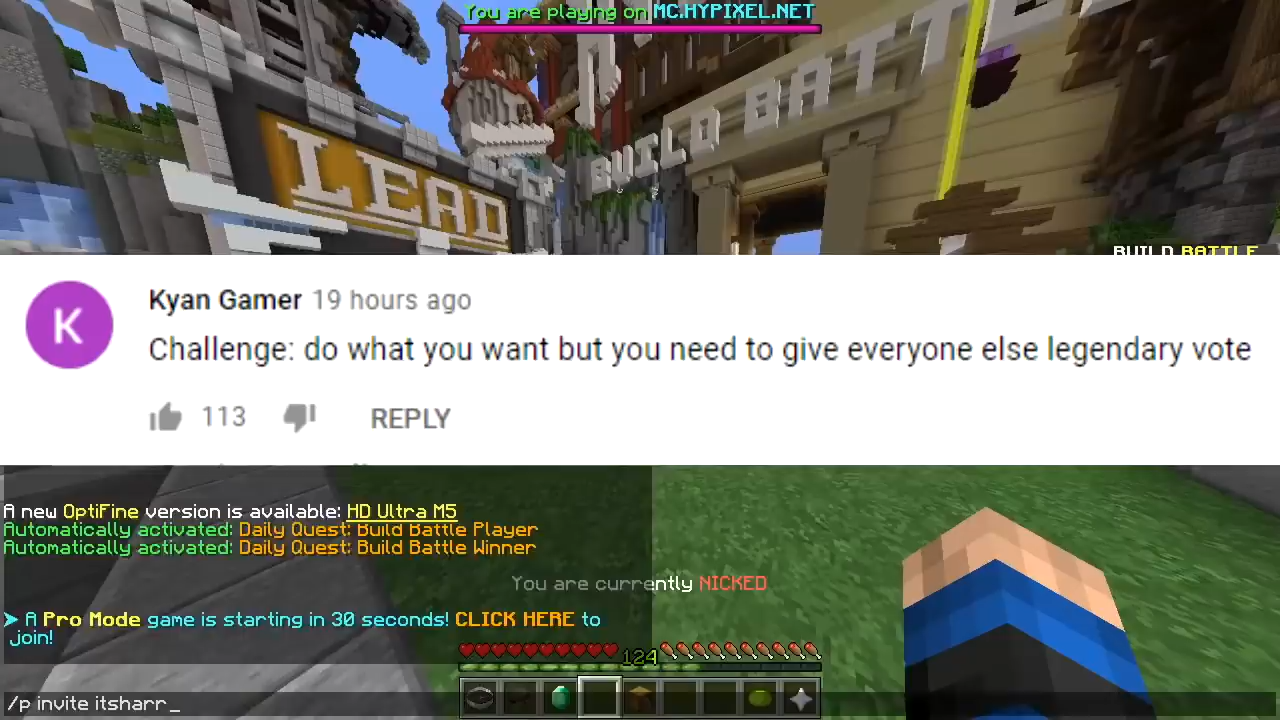 You are playing on MC.HYPIXEL.NET
LEAD
BUILD BATTLE
BUILD BATTLE
K
Kyan Gamer 19 hours ago
Challenge: do what you want but you need to give everyone else legendary vote
113 REPLY
A new OptiFine version is available: HD Ultra M5
Automatically activated: Daily Quest: Build Battle Player
Automatically activated: Daily Quest: Build Battle Winner
You are currently NICKED
➤ A Pro Mode game is starting in 30 seconds! CLICK HERE to
join!
124
/p invite itsharr_